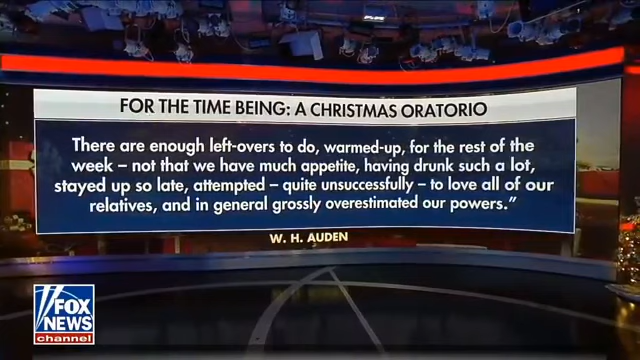 FOR THE TIME BEING: A CHRISTMAS ORATORIO
There are enough left-overs to do, warmed-up, for the rest of the
week – not that we have much appetite, having drunk such a lot,
stayed up so late, attempted – quite unsuccessfully – to love all of our
relatives, and in general grossly overestimated our powers.”
W. H. AUDEN
FOX
NEWS
channel